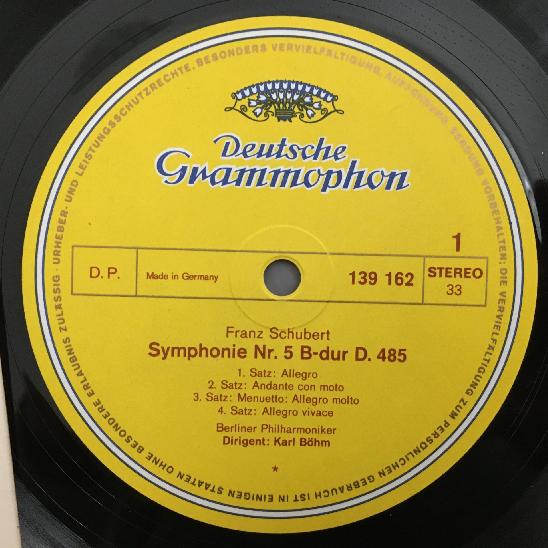 Deutsche
Grammophon
1
D. P.
Made in Germany
139 162
STEREO
33
Franz Schubert
Symphonie Nr. 5 B-dur D. 485
1. Satz: Allegro
2. Satz: Andante con moto
3. Satz: Menuetto: Allegro molto
4. Satz: Allegro vivace
Berliner Philharmoniker
Dirigent: Karl Böhm
*
URHEBER- UND LEISTUNGSSCHUTZRECHTE, BESONDERS VERVIELFÄLTIGUNG, AUFFÜHRUNG, SENDUNG VORBEHALTEN; DIE VERVIELFÄLTIGUNG ZUM PERSÖNLICHEN GEBRAUCH IST IN EINIGEN STAATEN OHNE BESONDERE ERLAUBNIS ZULÄSSIG ·